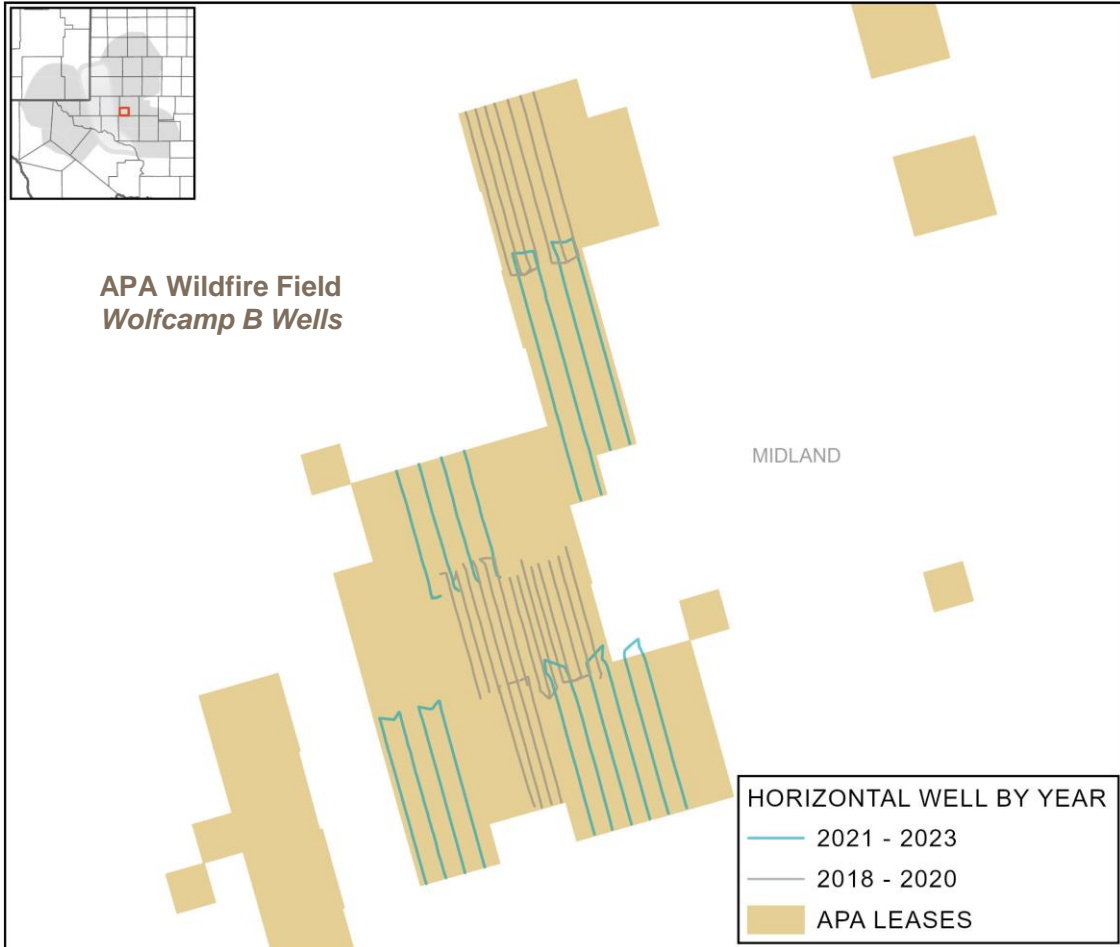 APA Wildfire Field
Wolfcamp B Wells
MIDLAND
HORIZONTAL WELL BY YEAR
2021 - 2023
2018 - 2020
APA LEASES